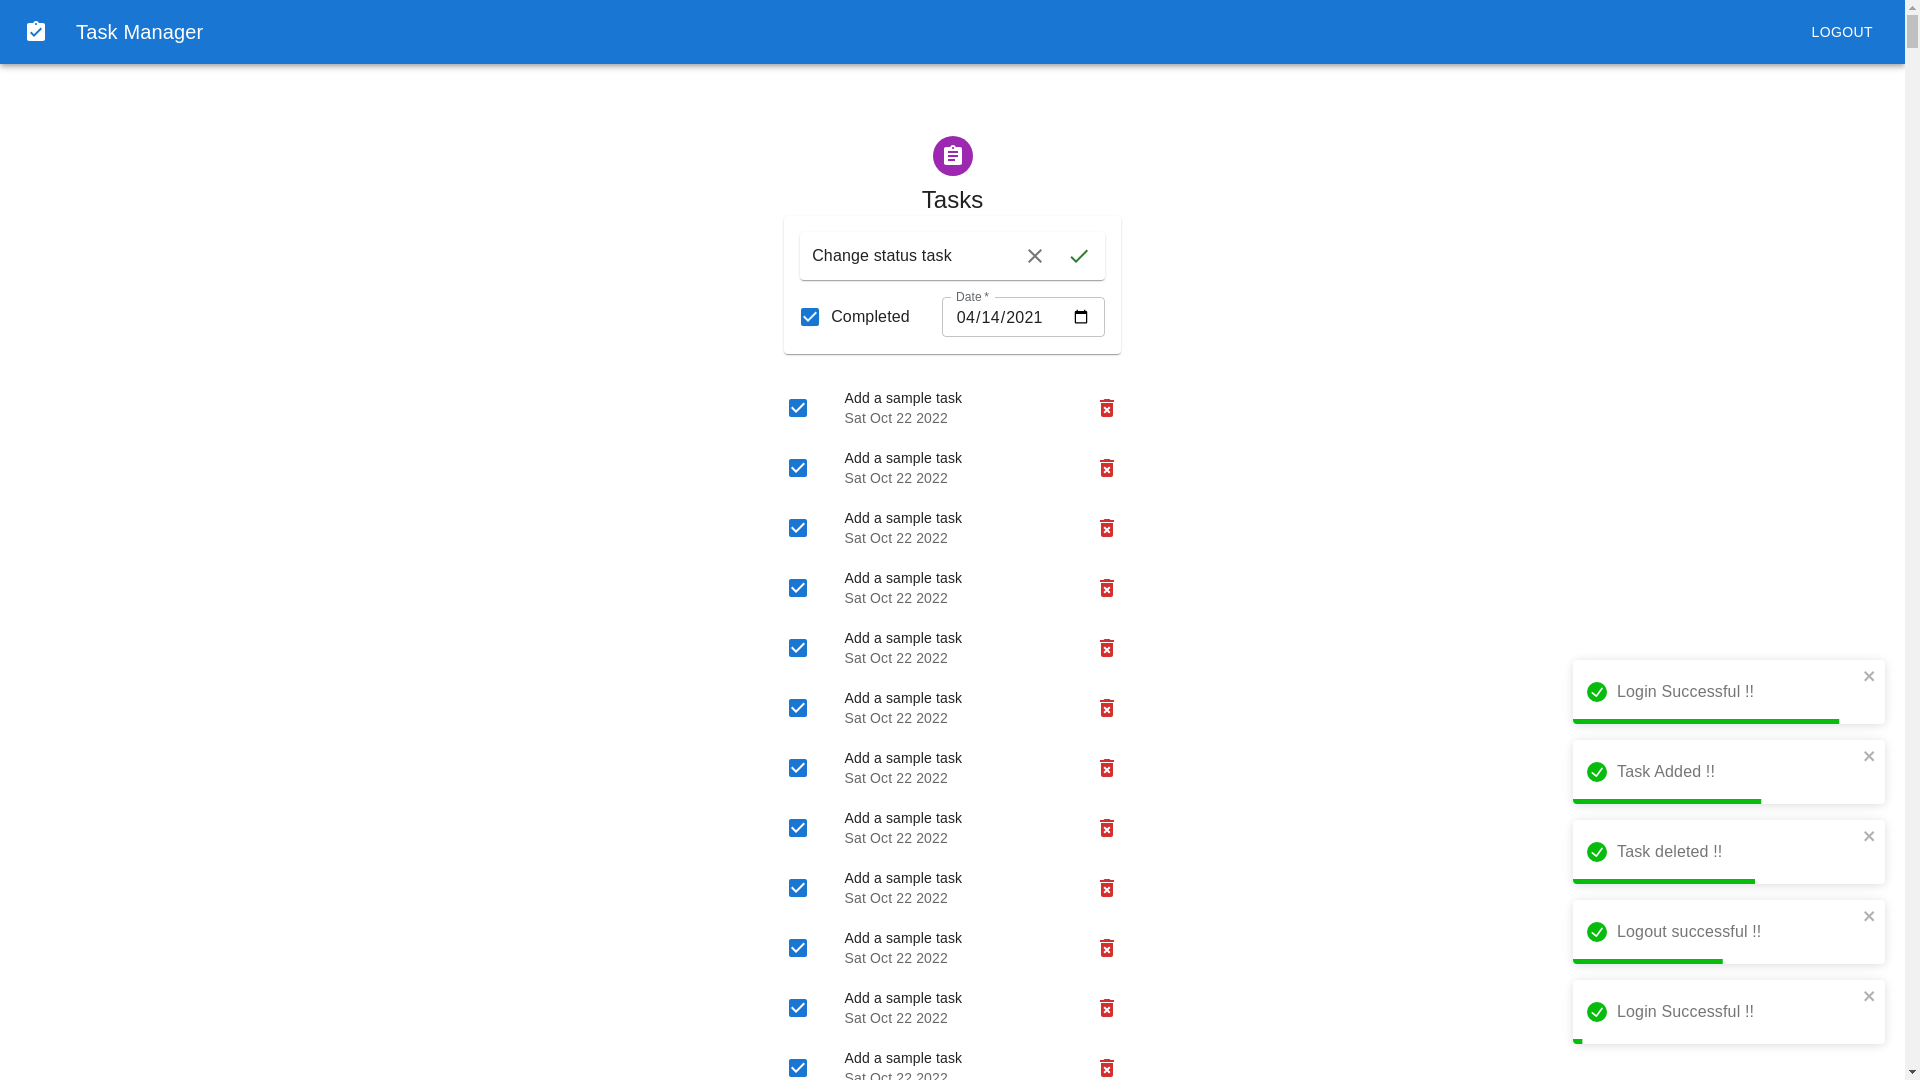 Task Manager
LOGOUT
Tasks
Change status task
Date *
Completed
04/14/2021
Add a sample task
Sat Oct 22 2022
Add a sample task
Sat Oct 22 2022
Add a sample task
Sat Oct 22 2022
Add a sample task
Sat Oct 22 2022
Add a sample task
Sat Oct 22 2022
Add a sample task
Sat Oct 22 2022
Add a sample task
Sat Oct 22 2022
Add a sample task
Sat Oct 22 2022
Add a sample task
Sat Oct 22 2022
Add a sample task
Sat Oct 22 2022
Add a sample task
Sat Oct 22 2022
Add a sample task
Sat Oct 22 2022
Login Successful !!
Task Added !!
Task deleted !!
Logout successful !!
Login Successful !!